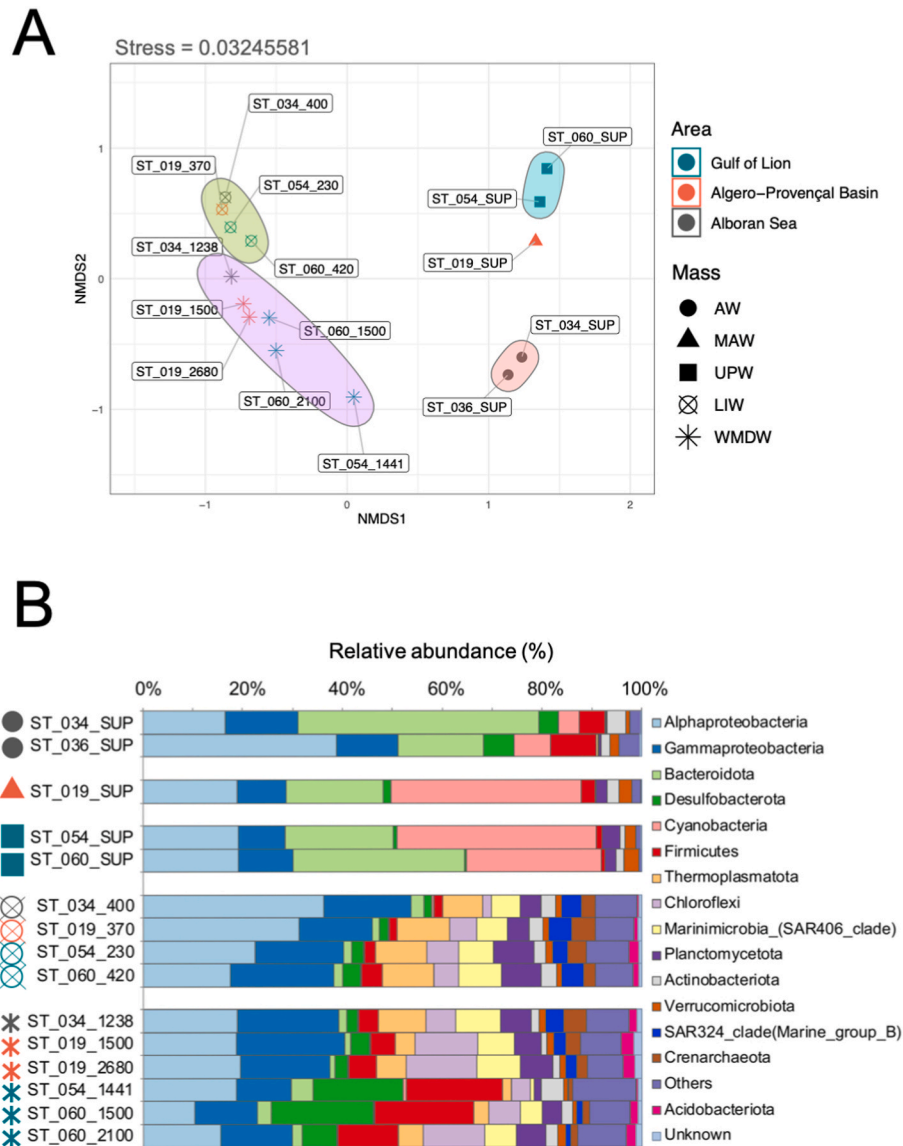 A
Stress = 0.03245581
ST_034_400
ST_060_SUP
ST_019_370
ST_054_230
ST_054_SUP
ST_034_1238
ST_060_420
ST_019_SUP
ST_019_1500
ST_060_1500
ST_034_SUP
ST_019_2680
ST_060_2100
ST_036_SUP
ST_054_1441
1
0
−1
NMDS2
−1
0
1
2
NMDS1
Area
Gulf of Lion
Algero−Provençal Basin
Alboran Sea
Mass
AW
MAW
UPW
LIW
WMDW
B
Relative abundance (%)
0% 20% 40% 60% 80% 100%
ST_034_SUP
ST_036_SUP
ST_019_SUP
ST_054_SUP
ST_060_SUP
ST_034_400
ST_019_370
ST_054_230
ST_060_420
ST_034_1238
ST_019_1500
ST_019_2680
ST_054_1441
ST_060_1500
ST_060_2100
Alphaproteobacteria
Gammaproteobacteria
Bacteroidota
Desulfobacterota
Cyanobacteria
Firmicutes
Thermoplasmatota
Chloroflexi
Marinimicrobia_(SAR406_clade)
Planctomycetota
Actinobacteriota
Verrucomicrobiota
SAR324_clade(Marine_group_B)
Crenarchaeota
Others
Acidobacteriota
Unknown